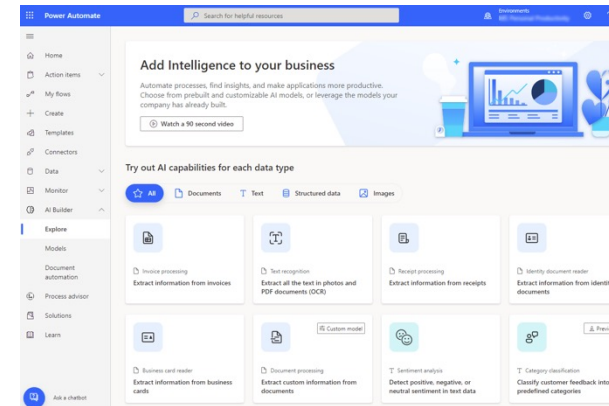 Power Automate
Search for helpful resources
Environments
Home
Action items
My flows
Create
Templates
Connectors
Data
Monitor
AI Builder
Explore
Models
Document
automation
Process advisor
Solutions
Learn
Ask a chatbot
Add Intelligence to your business
Automate processes, find insights, and make applications more productive.
Choose from prebuilt and customizable AI models, or leverage the models your
company has already built.
Watch a 90 second video
Try out AI capabilities for each data type
All
Documents
Text
Structured data
Images
Invoice processing
Extract information from invoices
Text recognition
Extract all the text in photos and
PDF documents (OCR)
Receipt processing
Extract information from receipts
Identity document reader
Extract information from identit
documents
Business card reader
Extract information from business
cards
Custom model
Document processing
Extract custom information from
documents
Sentiment analysis
Detect positive, negative, or
neutral sentiment in text data
Previ
Category classification
Classify customer feedback into
predefined categories